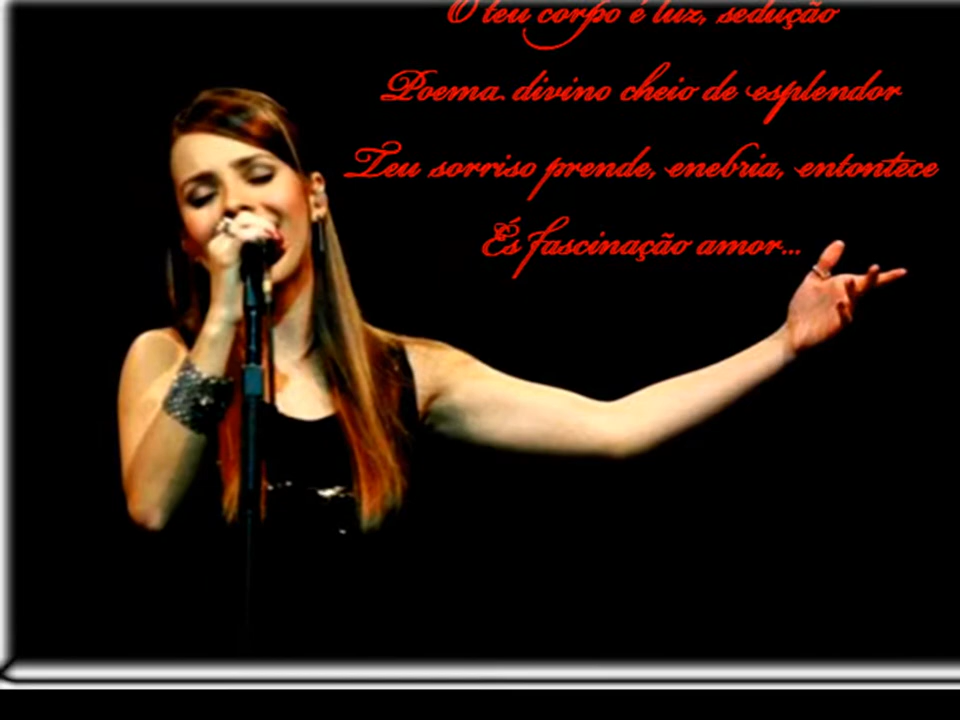 O teu corpo é luz, sedução
Poema divino cheio de esplendor
Teu sorriso prende, enebria, entontece
És fascinação amor...